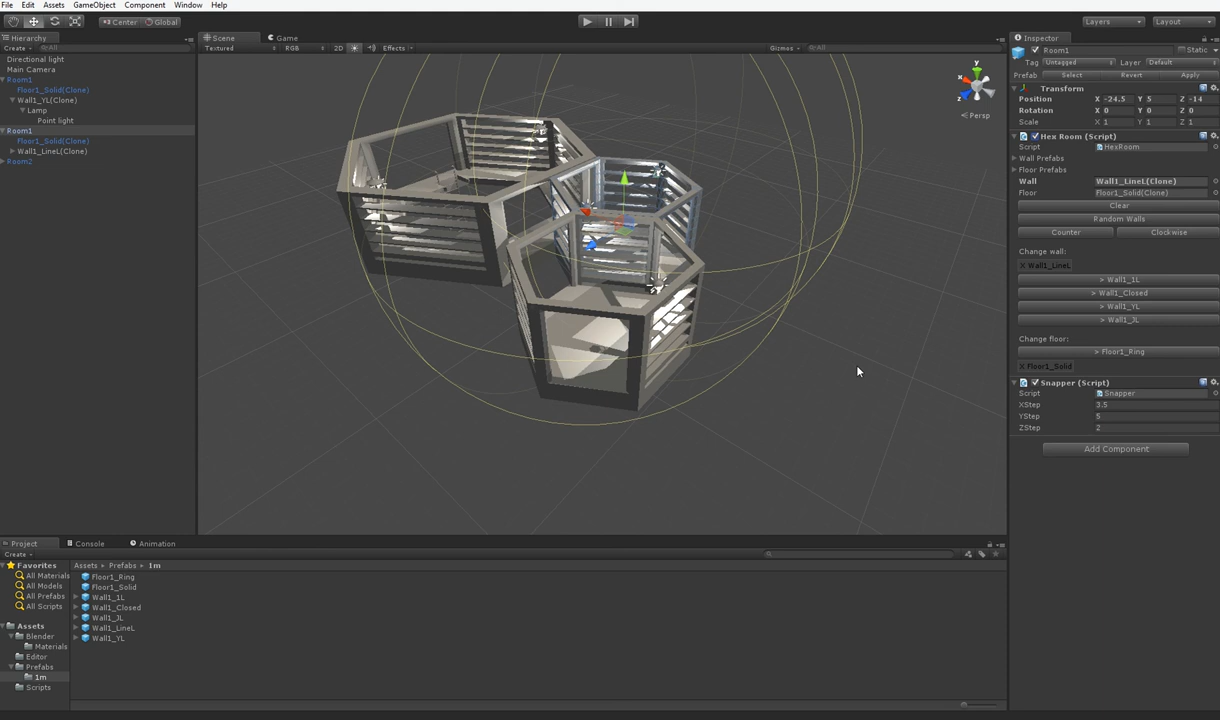 File Edit Assets GameObject Component Window Help
Center Global Layers Layout
Hierarchy
Create All
Directional light
Main Camera
Room1
Floor1_Solid(Clone)
Wall1_YL(Clone)
Lamp
Point light
Room1
Floor1_Solid(Clone)
Wall1_LineL(Clone)
Room2
Scene Game
Textured RGB 2D Effects Gizmos All
y
x
z
Persp
Inspector
Room1 Static
Tag Untagged Layer Default
Prefab Select Revert Apply
Transform
Position X -24.5 Y 5 Z -14
Rotation X 0 Y 0 Z 0
Scale X 1 Y 1 Z 1
Hex Room (Script)
Script HexRoom
Wall Prefabs
Floor Prefabs
Wall Wall1_LineL(Clone)
Floor Floor1_Solid(Clone)
Clear
Random Walls
Counter Clockwise
Change wall:
X Wall1_LineL
> Wall1_1L
> Wall1_Closed
> Wall1_YL
> Wall1_JL
Change floor:
> Floor1_Ring
X Floor1_Solid
Snapper (Script)
Script Snapper
XStep 3.5
YStep 5
ZStep 2
Add Component
Project Console Animation
Create
Favorites
All Materials
All Models
All Prefabs
All Scripts
Assets
Blender
Materials
Editor
Prefabs
1m
Scripts
Assets Prefabs 1m
Floor1_Ring
Floor1_Solid
Wall1_1L
Wall1_Closed
Wall1_JL
Wall1_LineL
Wall1_YL